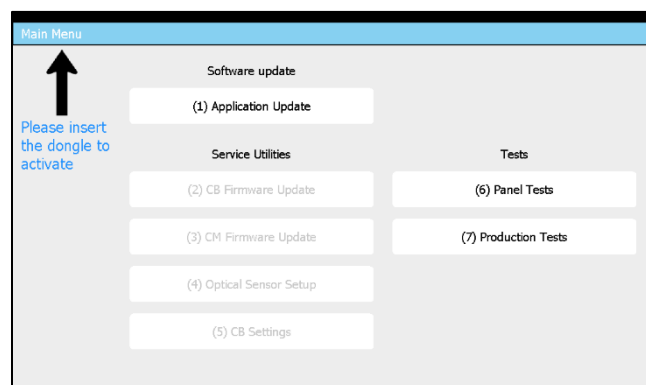 Main Menu
Please insert
the dongle to
activate
Software update
(1) Application Update
Service Utilities
(2) CB Firmware Update
(3) CM Firmware Update
(4) Optical Sensor Setup
(5) CB Settings
Tests
(6) Panel Tests
(7) Production Tests